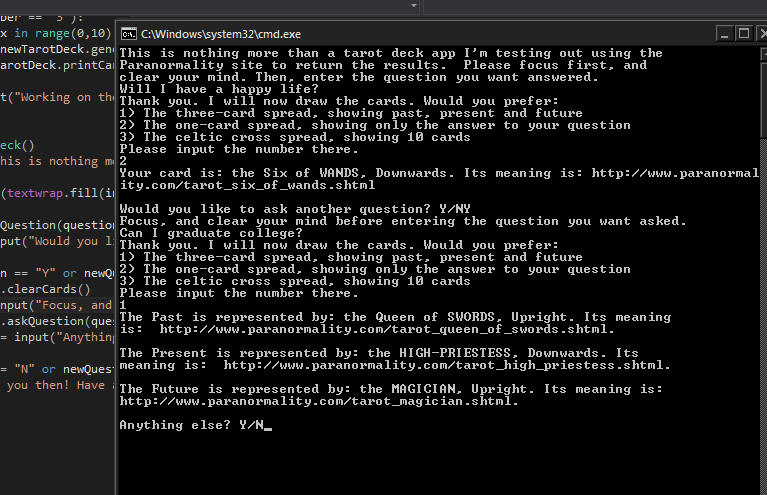 ber == "3"):
x in range(0,10)
newTarotDeck.gene
arotDeck.printCar
t("Working on the
eck()
his is nothing mo
(textwrap.fill(in
Question(question
put("Would you li
n == "Y" or newQu
.clearCards()
nput("Focus, and
.askQuestion(ques
= input("Anything
= "N" or newQuest
you then! Have a
C:\Windows\system32\cmd.exe
This is nothing more than a tarot deck app I'm testing out using the
Paranormality site to return the results.  Please focus first, and
clear your mind. Then, enter the question you want answered.
Will I have a happy life?
Thank you. I will now draw the cards. Would you prefer:
1) The three-card spread, showing past, present and future
2) The one-card spread, showing only the answer to your question
3) The celtic cross spread, showing 10 cards
Please input the number there.
2
Your card is: the Six of WANDS, Downwards. Its meaning is: http://www.paranormal
ity.com/tarot_six_of_wands.shtml
Would you like to ask another question? Y/NY
Focus, and clear your mind before entering the question you want asked.
Can I graduate college?
Thank you. I will now draw the cards. Would you prefer:
1) The three-card spread, showing past, present and future
2) The one-card spread, showing only the answer to your question
3) The celtic cross spread, showing 10 cards
Please input the number there.
1
The Past is represented by: the Queen of SWORDS, Upright. Its meaning
is:  http://www.paranormality.com/tarot_queen_of_swords.shtml.
The Present is represented by: the HIGH-PRIESTESS, Downwards. Its
meaning is:  http://www.paranormality.com/tarot_high_priestess.shtml.
The Future is represented by: the MAGICIAN, Upright. Its meaning is:
http://www.paranormality.com/tarot_magician.shtml.
Anything else? Y/N_